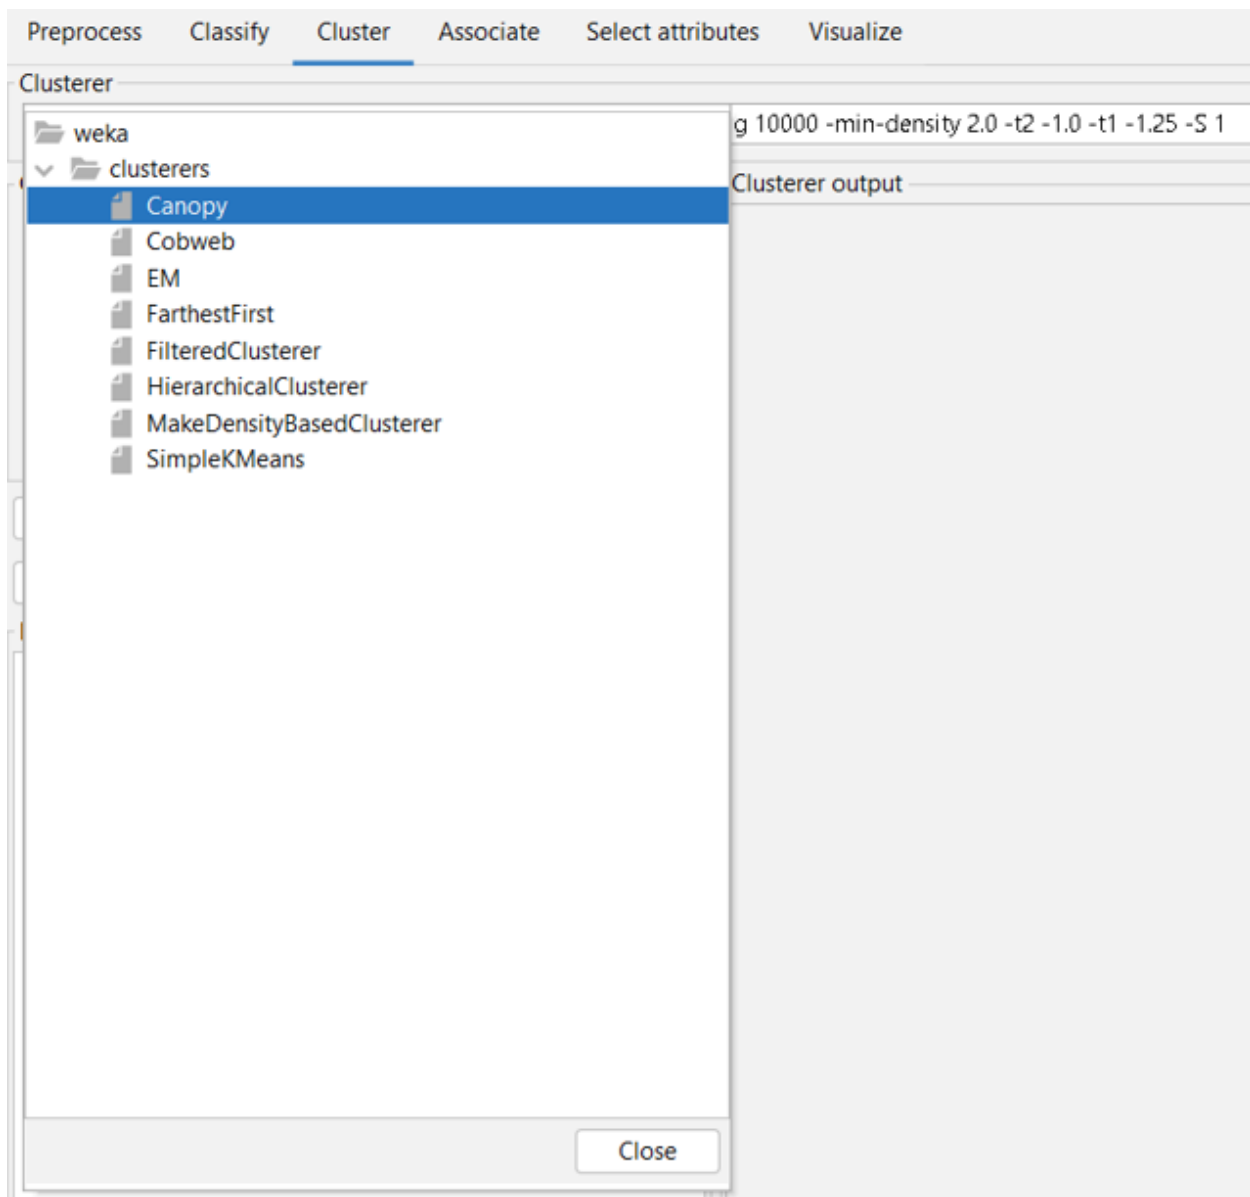 Preprocess Classify Cluster Associate Select attributes Visualize
Clusterer
g 10000 -min-density 2.0 -t2 -1.0 -t1 -1.25 -S 1
weka
clusterers
Clusterer output
Canopy
Cobweb
EM
FarthestFirst
FilteredClusterer
HierarchicalClusterer
MakeDensityBasedClusterer
SimpleKMeans
Close